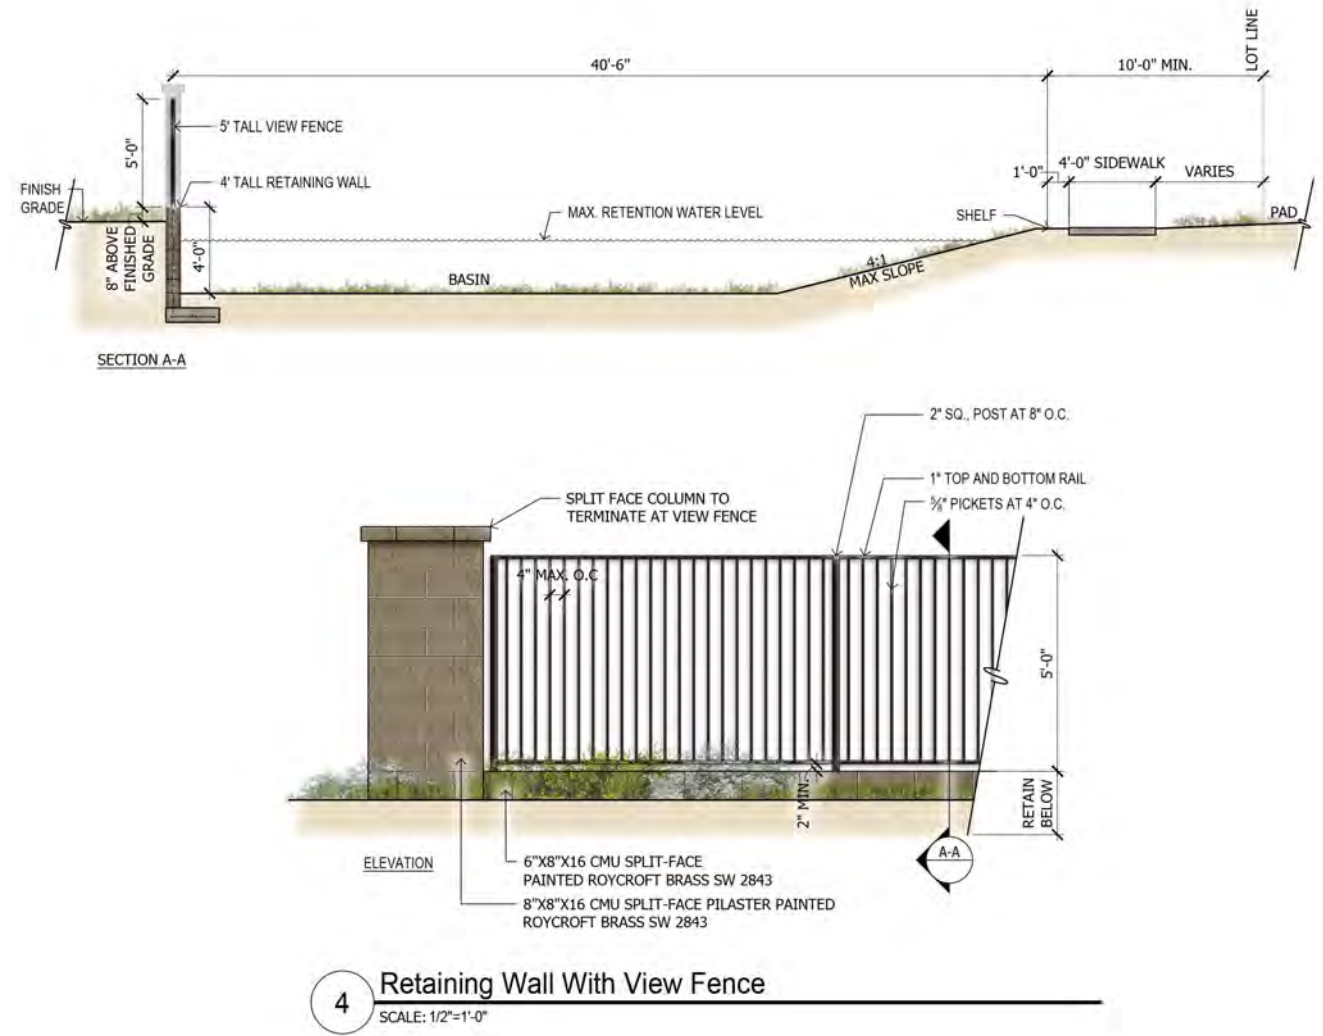 LOT LINE
40'-6"
10'-0" MIN.
5' TALL VIEW FENCE
5'-0"
4'-0" SIDEWALK
1'-0"
VARIES
FINISH
GRADE
4' TALL RETAINING WALL
MAX. RETENTION WATER LEVEL
SHELF
PAD
8" ABOVE
FINISHED
GRADE
4'-0"
BASIN
4:1
MAX SLOPE
SECTION A-A
2" SQ., POST AT 8" O.C.
1" TOP AND BOTTOM RAIL
⅝" PICKETS AT 4" O.C.
SPLIT FACE COLUMN TO
TERMINATE AT VIEW FENCE
4" MAX. O.C
5'-0"
2" MIN.
RETAIN
BELOW
A-A
ELEVATION
6"X8"X16 CMU SPLIT-FACE
PAINTED ROYCROFT BRASS SW 2843
8"X8"X16 CMU SPLIT-FACE PILASTER PAINTED
ROYCROFT BRASS SW 2843
4
Retaining Wall With View Fence
SCALE: 1/2"=1'-0"